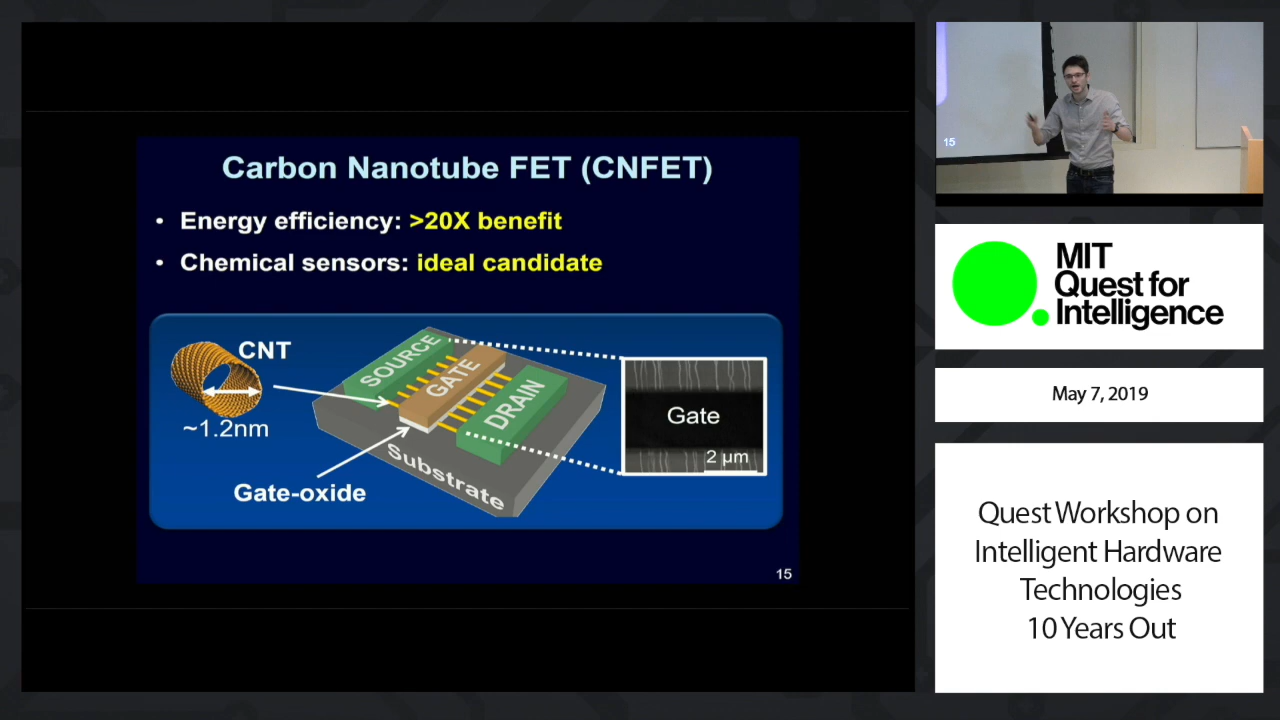 Carbon Nanotube FET (CNFET)
• Energy efficiency: >20X benefit
• Chemical sensors: ideal candidate
CNT
~1.2nm
SOURCE
GATE
DRAIN
Substrate
Gate-oxide
Gate
2 μm
15
15
MIT
Quest for
Intelligence
May 7, 2019
Quest Workshop on
Intelligent Hardware
Technologies
10 Years Out